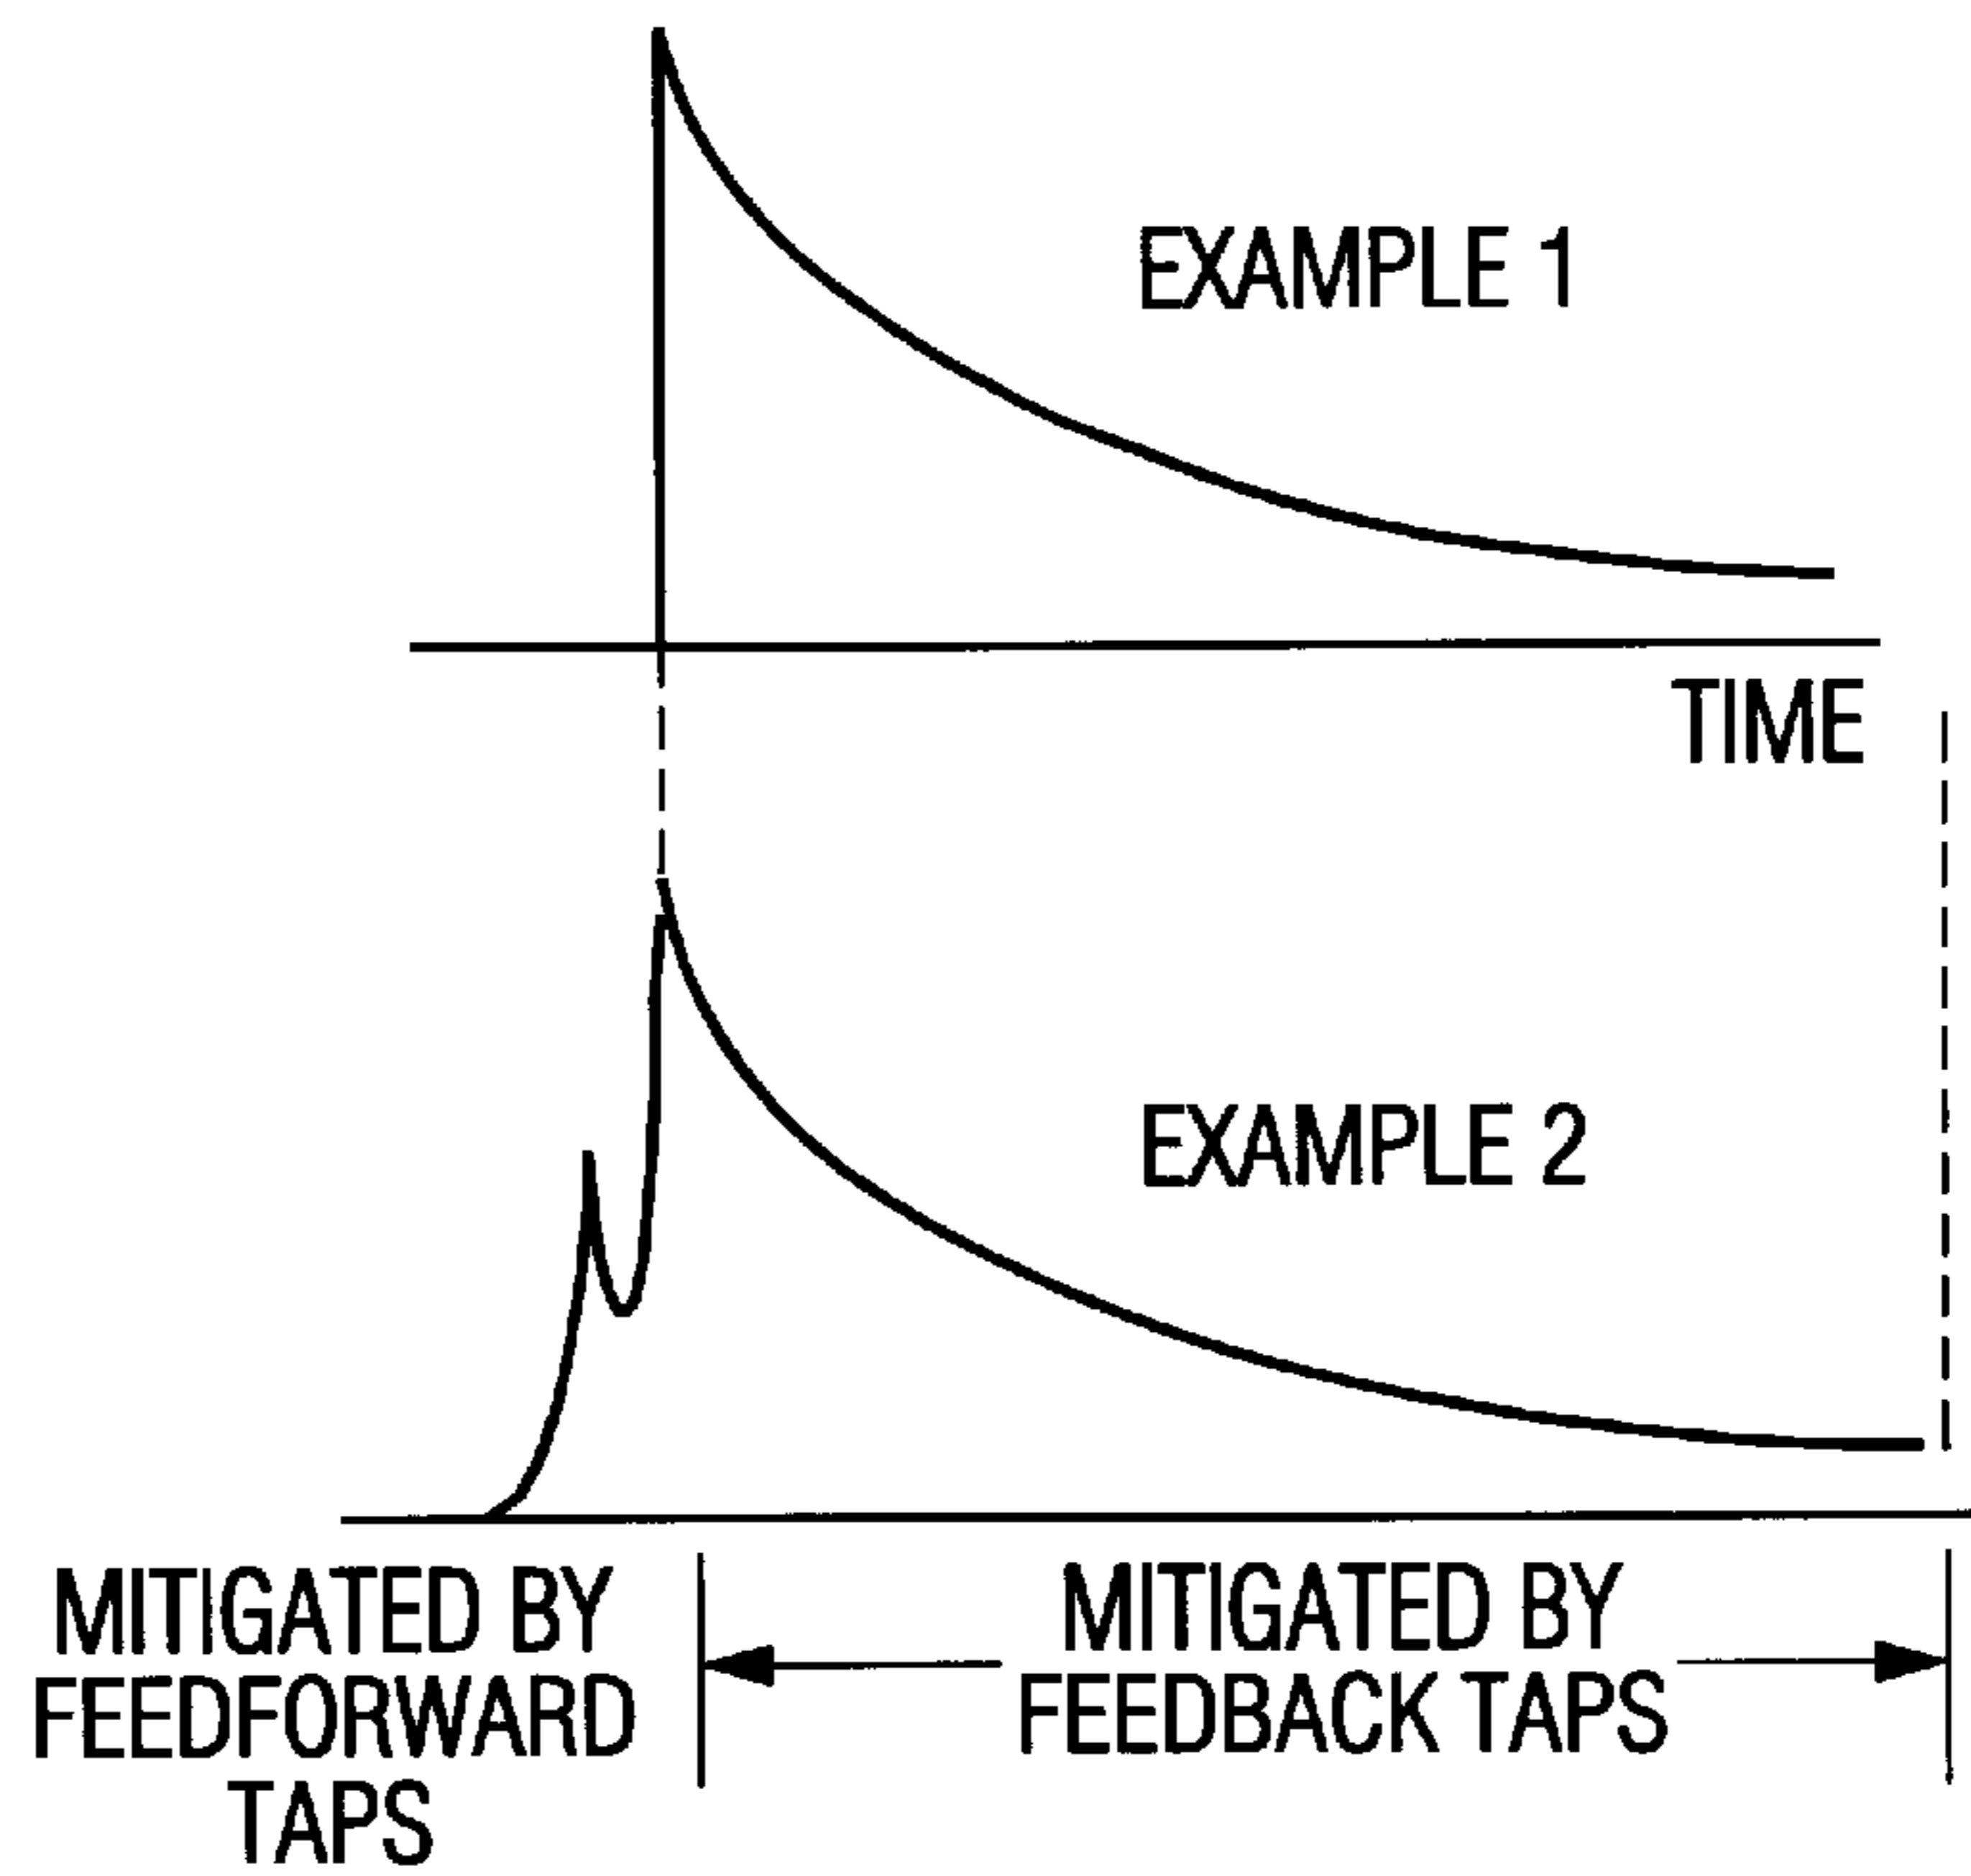 EXAMPLE 1
TIME
EXAMPLE 2
MITIGATED BY
FEEDFORWARD
TAPS
MITIGATED BY
FEEDBACK TAPS